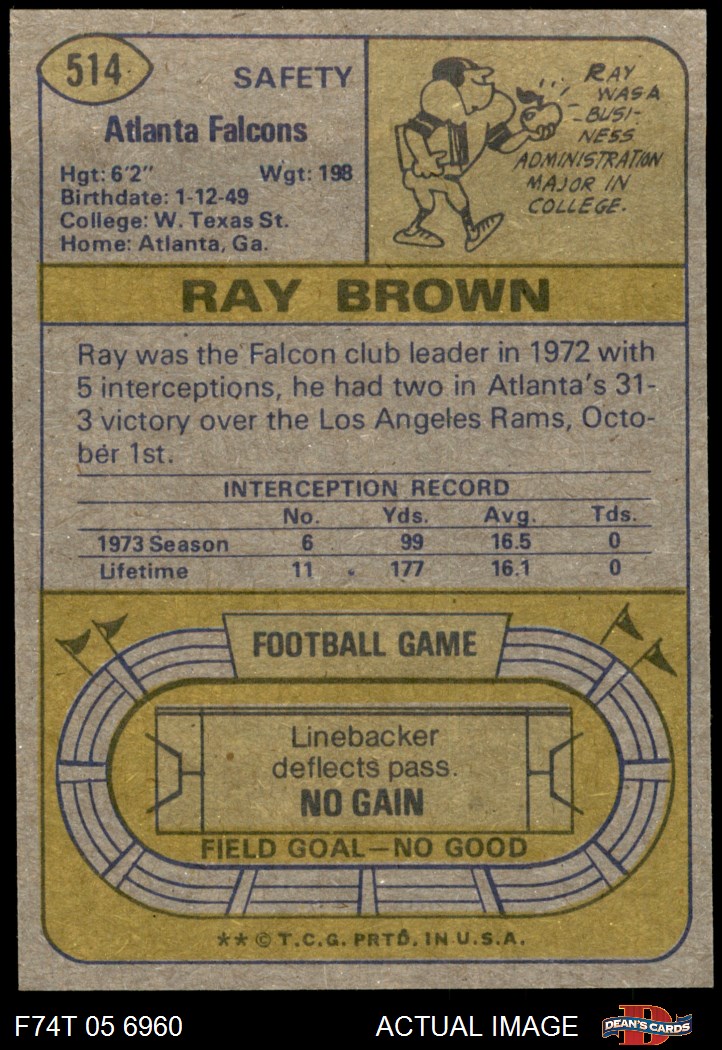 514
SAFETY
Atlanta Falcons
Hgt: 6'2" Wgt: 198
Birthdate: 1-12-49
College: W. Texas St.
Home: Atlanta, Ga.
RAY
WAS A
BUSI-
NESS
ADMINISTRATION
MAJOR IN
COLLEGE.
RAY BROWN
Ray was the Falcon club leader in 1972 with
5 interceptions, he had two in Atlanta's 31-
3 victory over the Los Angeles Rams, Octo-
ber 1st.
INTERCEPTION RECORD
No. Yds. Avg. Tds.
1973 Season 6 99 16.5 0
Lifetime 11 177 16.1 0
FOOTBALL GAME
Linebacker
deflects pass.
NO GAIN
FIELD GOAL—NO GOOD
** © T.C.G. PRTD. IN U.S.A.
F74T 05 6960 ACTUAL IMAGE DEAN'S CARDS